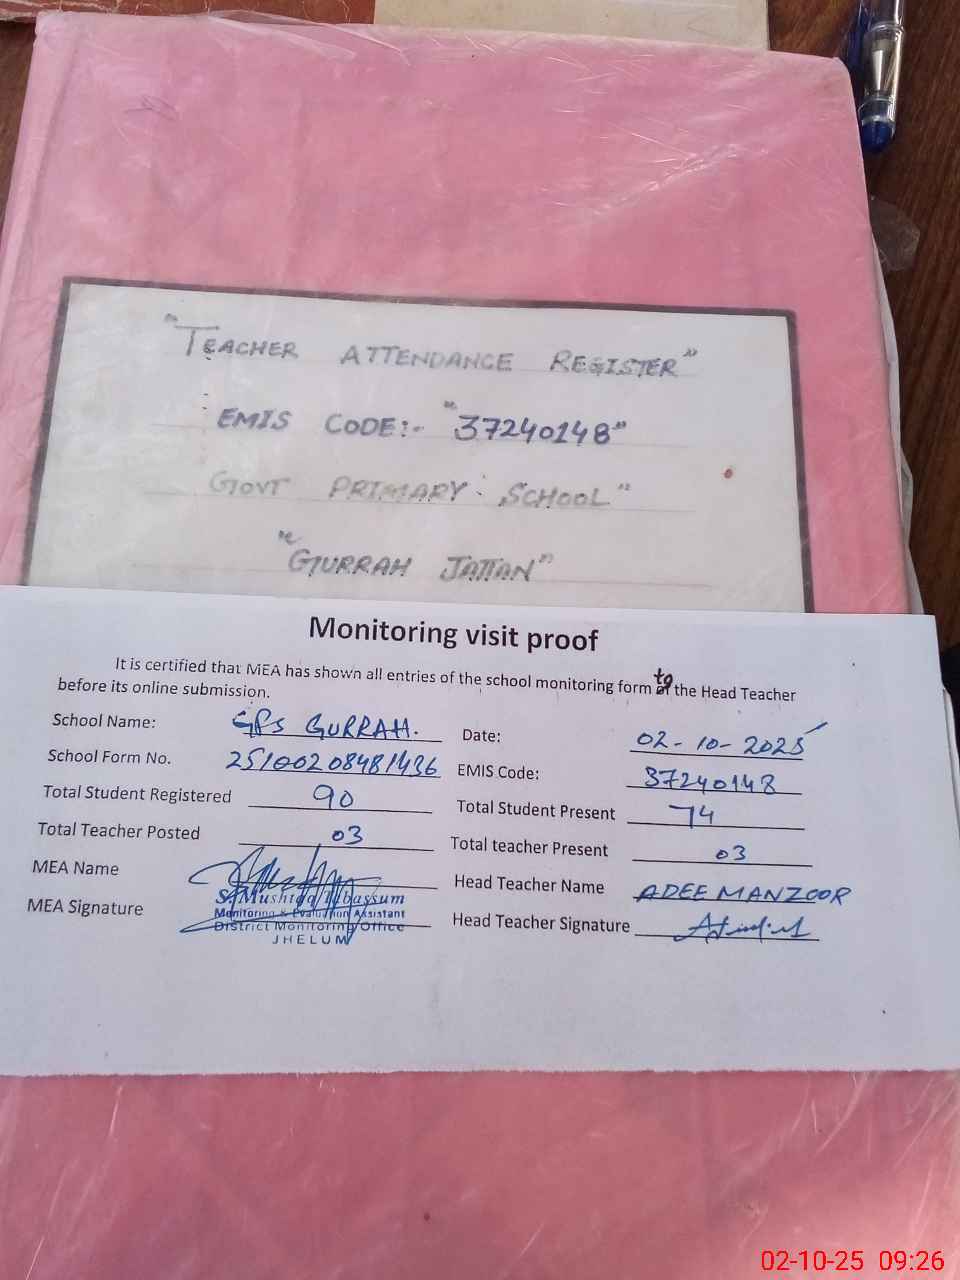 "TEACHER ATTENDANCE REGISTER"
EMIS CODE:- "37240148"
GOVT PRIMARY SCHOOL"
"GURRAH JATTAN"
Monitoring visit proof
It is certified that MEA has shown all entries of the school monitoring form to the Head Teacher
before its online submission.
School Name: GPS GURRAH. Date: 02-10-2025
School Form No. 25100208481436 EMIS Code: 37240148
Total Student Registered 90 Total Student Present 74
Total Teacher Posted 03 Total teacher Present 03
MEA Name Head Teacher Name ADEE MANZOOR
MEA Signature Head Teacher Signature
S. Mushtaq Tabassum
Monitoring & Evaluation Assistant
District Monitoring Office
JHELUM
02-10-25 09:26